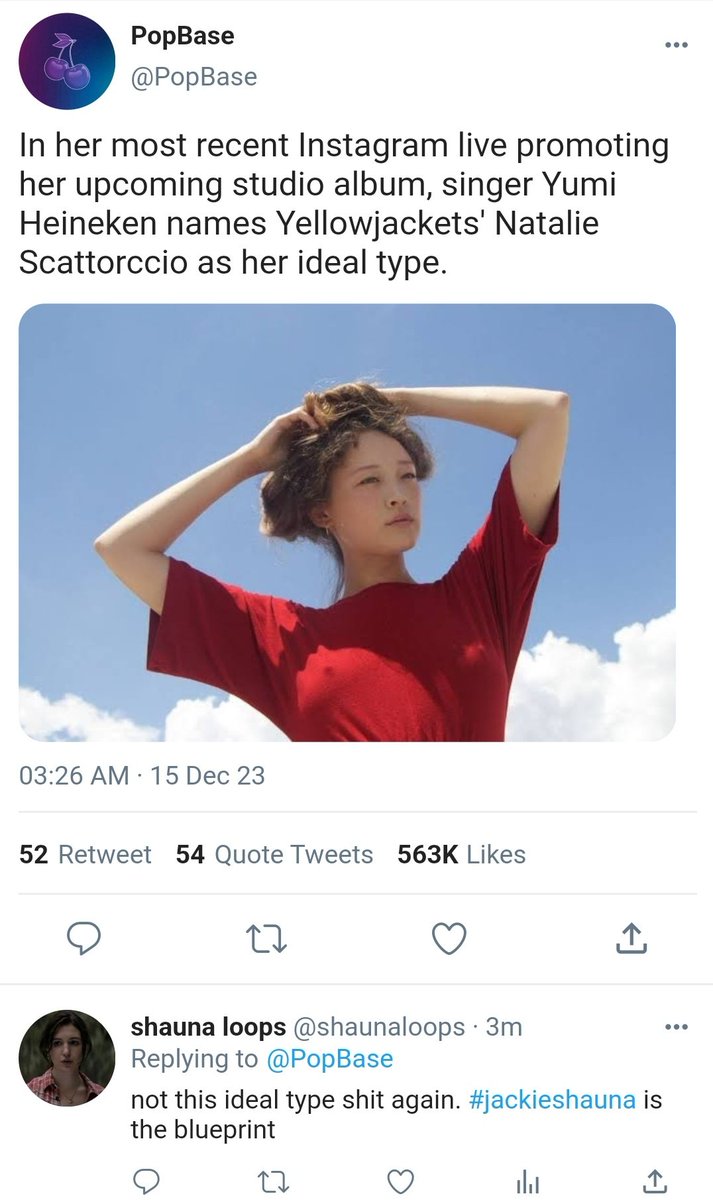 PopBase
@PopBase
In her most recent Instagram live promoting
her upcoming studio album, singer Yumi
Heineken names Yellowjackets' Natalie
Scattorccio as her ideal type.
03:26 AM · 15 Dec 23
52 Retweet 54 Quote Tweets 563K Likes
shauna loops @shaunaloops · 3m
Replying to @PopBase
not this ideal type shit again. #jackieshauna is
the blueprint